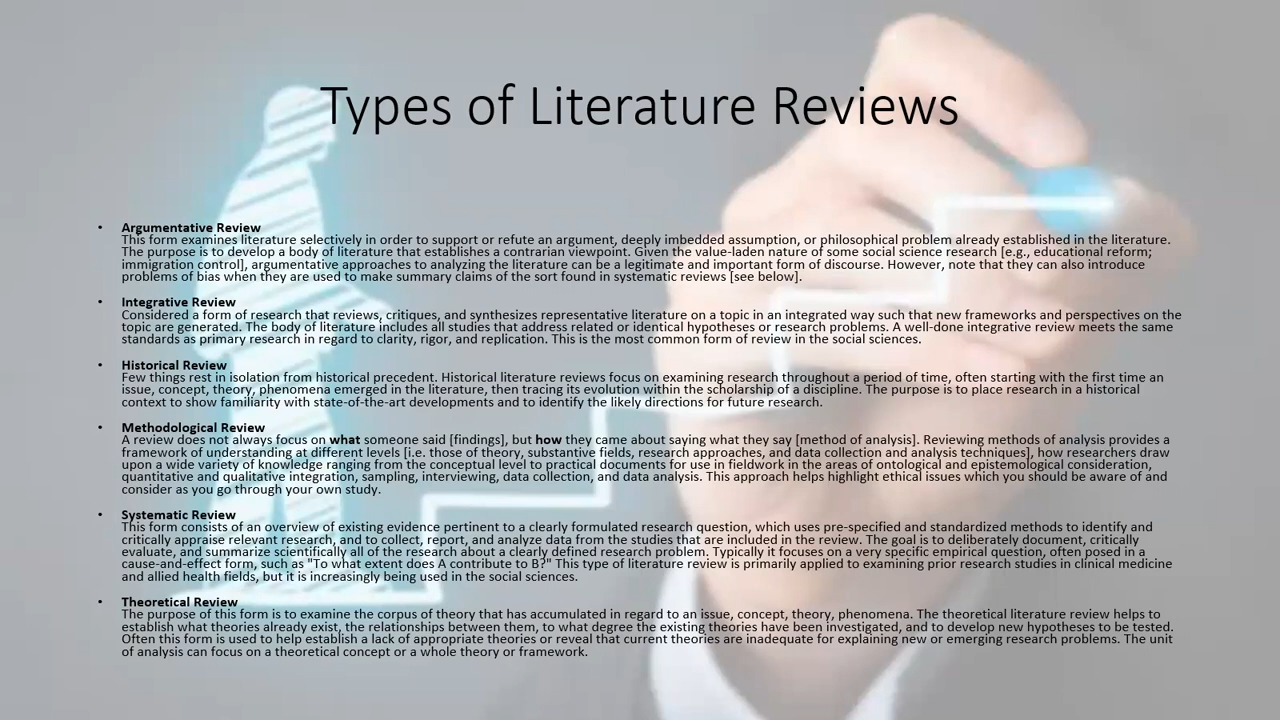 Types of Literature Reviews
• Argumentative Review
This form examines literature selectively in order to support or refute an argument, deeply imbedded assumption, or philosophical problem already established in the literature.
The purpose is to develop a body of literature that establishes a contrarian viewpoint. Given the value-laden nature of some social science research [e.g., educational reform;
immigration control], argumentative approaches to analyzing the literature can be a legitimate and important form of discourse. However, note that they can also introduce
problems of bias when they are used to make summary claims of the sort found in systematic reviews [see below].
• Integrative Review
Considered a form of research that reviews, critiques, and synthesizes representative literature on a topic in an integrated way such that new frameworks and perspectives on the
topic are generated. The body of literature includes all studies that address related or identical hypotheses or research problems. A well-done integrative review meets the same
standards as primary research in regard to clarity, rigor, and replication. This is the most common form of review in the social sciences.
• Historical Review
Few things rest in isolation from historical precedent. Historical literature reviews focus on examining research throughout a period of time, often starting with the first time an
issue, concept, theory, phenomena emerged in the literature, then tracing its evolution within the scholarship of a discipline. The purpose is to place research in a historical
context to show familiarity with state-of-the-art developments and to identify the likely directions for future research.
• Methodological Review
A review does not always focus on what someone said [findings], but how they came about saying what they say [method of analysis]. Reviewing methods of analysis provides a
framework of understanding at different levels [i.e. those of theory, substantive fields, research approaches, and data collection and analysis techniques], how researchers draw
upon a wide variety of knowledge ranging from the conceptual level to practical documents for use in fieldwork in the areas of ontological and epistemological consideration,
quantitative and qualitative integration, sampling, interviewing, data collection, and data analysis. This approach helps highlight ethical issues which you should be aware of and
consider as you go through your own study.
• Systematic Review
This form consists of an overview of existing evidence pertinent to a clearly formulated research question, which uses pre-specified and standardized methods to identify and
critically appraise relevant research, and to collect, report, and analyze data from the studies that are included in the review. The goal is to deliberately document, critically
evaluate, and summarize scientifically all of the research about a clearly defined research problem. Typically it focuses on a very specific empirical question, often posed in a
cause-and-effect form, such as "To what extent does A contribute to B?" This type of literature review is primarily applied to examining prior research studies in clinical medicine
and allied health fields, but it is increasingly being used in the social sciences.
• Theoretical Review
The purpose of this form is to examine the corpus of theory that has accumulated in regard to an issue, concept, theory, phenomena. The theoretical literature review helps to
establish what theories already exist, the relationships between them, to what degree the existing theories have been investigated, and to develop new hypotheses to be tested.
Often this form is used to help establish a lack of appropriate theories or reveal that current theories are inadequate for explaining new or emerging research problems. The unit
of analysis can focus on a theoretical concept or a whole theory or framework.